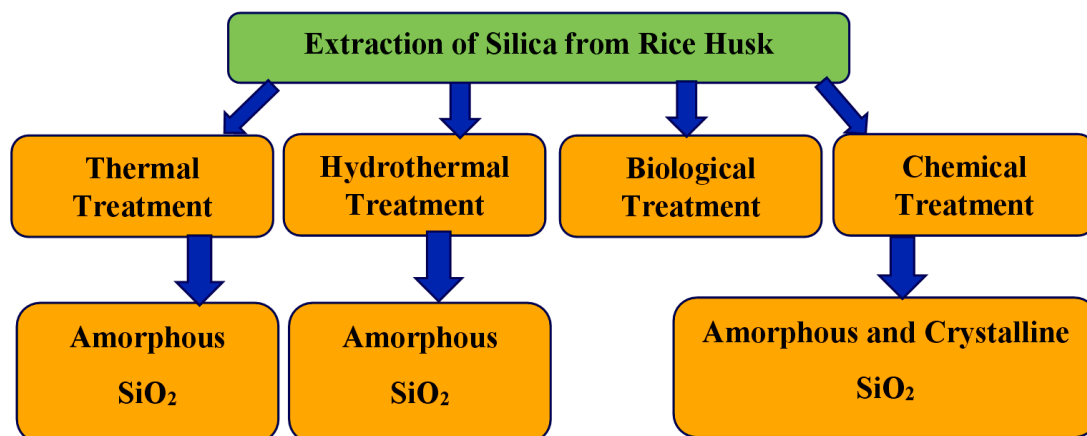 Extraction of Silica from Rice Husk
Thermal
Treatment
Hydrothermal
Treatment
Biological
Treatment
Chemical
Treatment
Amorphous
SiO₂
Amorphous
SiO₂
Amorphous and Crystalline
SiO₂